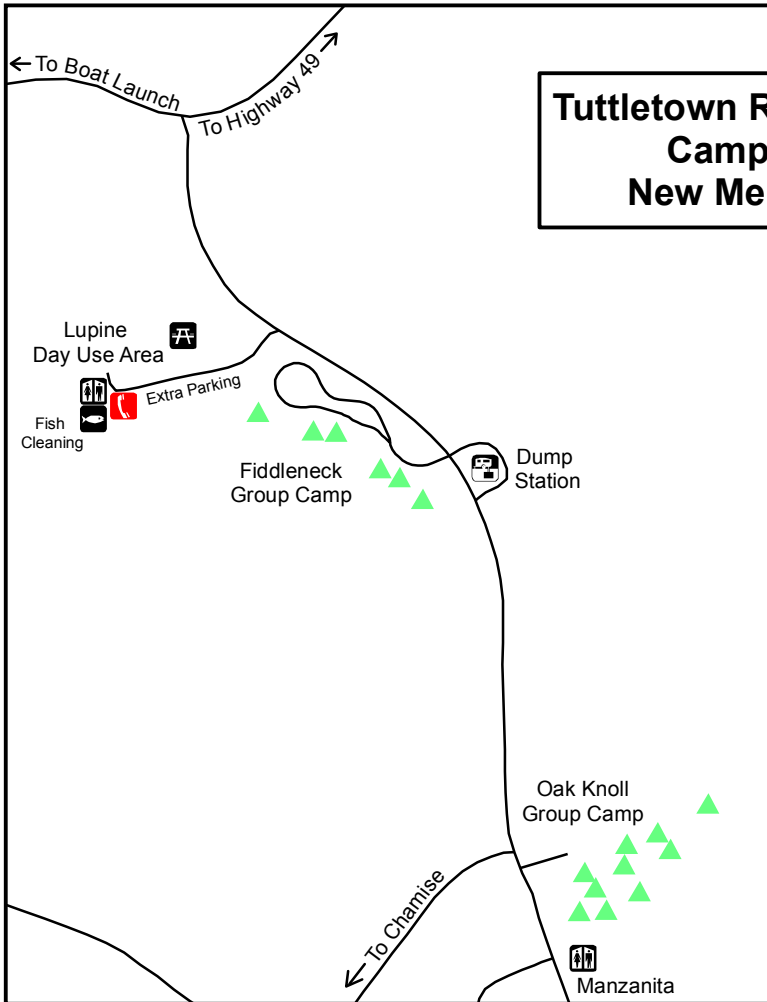 To Boat Launch
To Highway 49
Tuttletown R
Camp
New Me
Lupine
Day Use Area
Extra Parking
Fish
Cleaning
Fiddleneck
Group Camp
Dump
Station
Oak Knoll
Group Camp
To Chamise
Manzanita